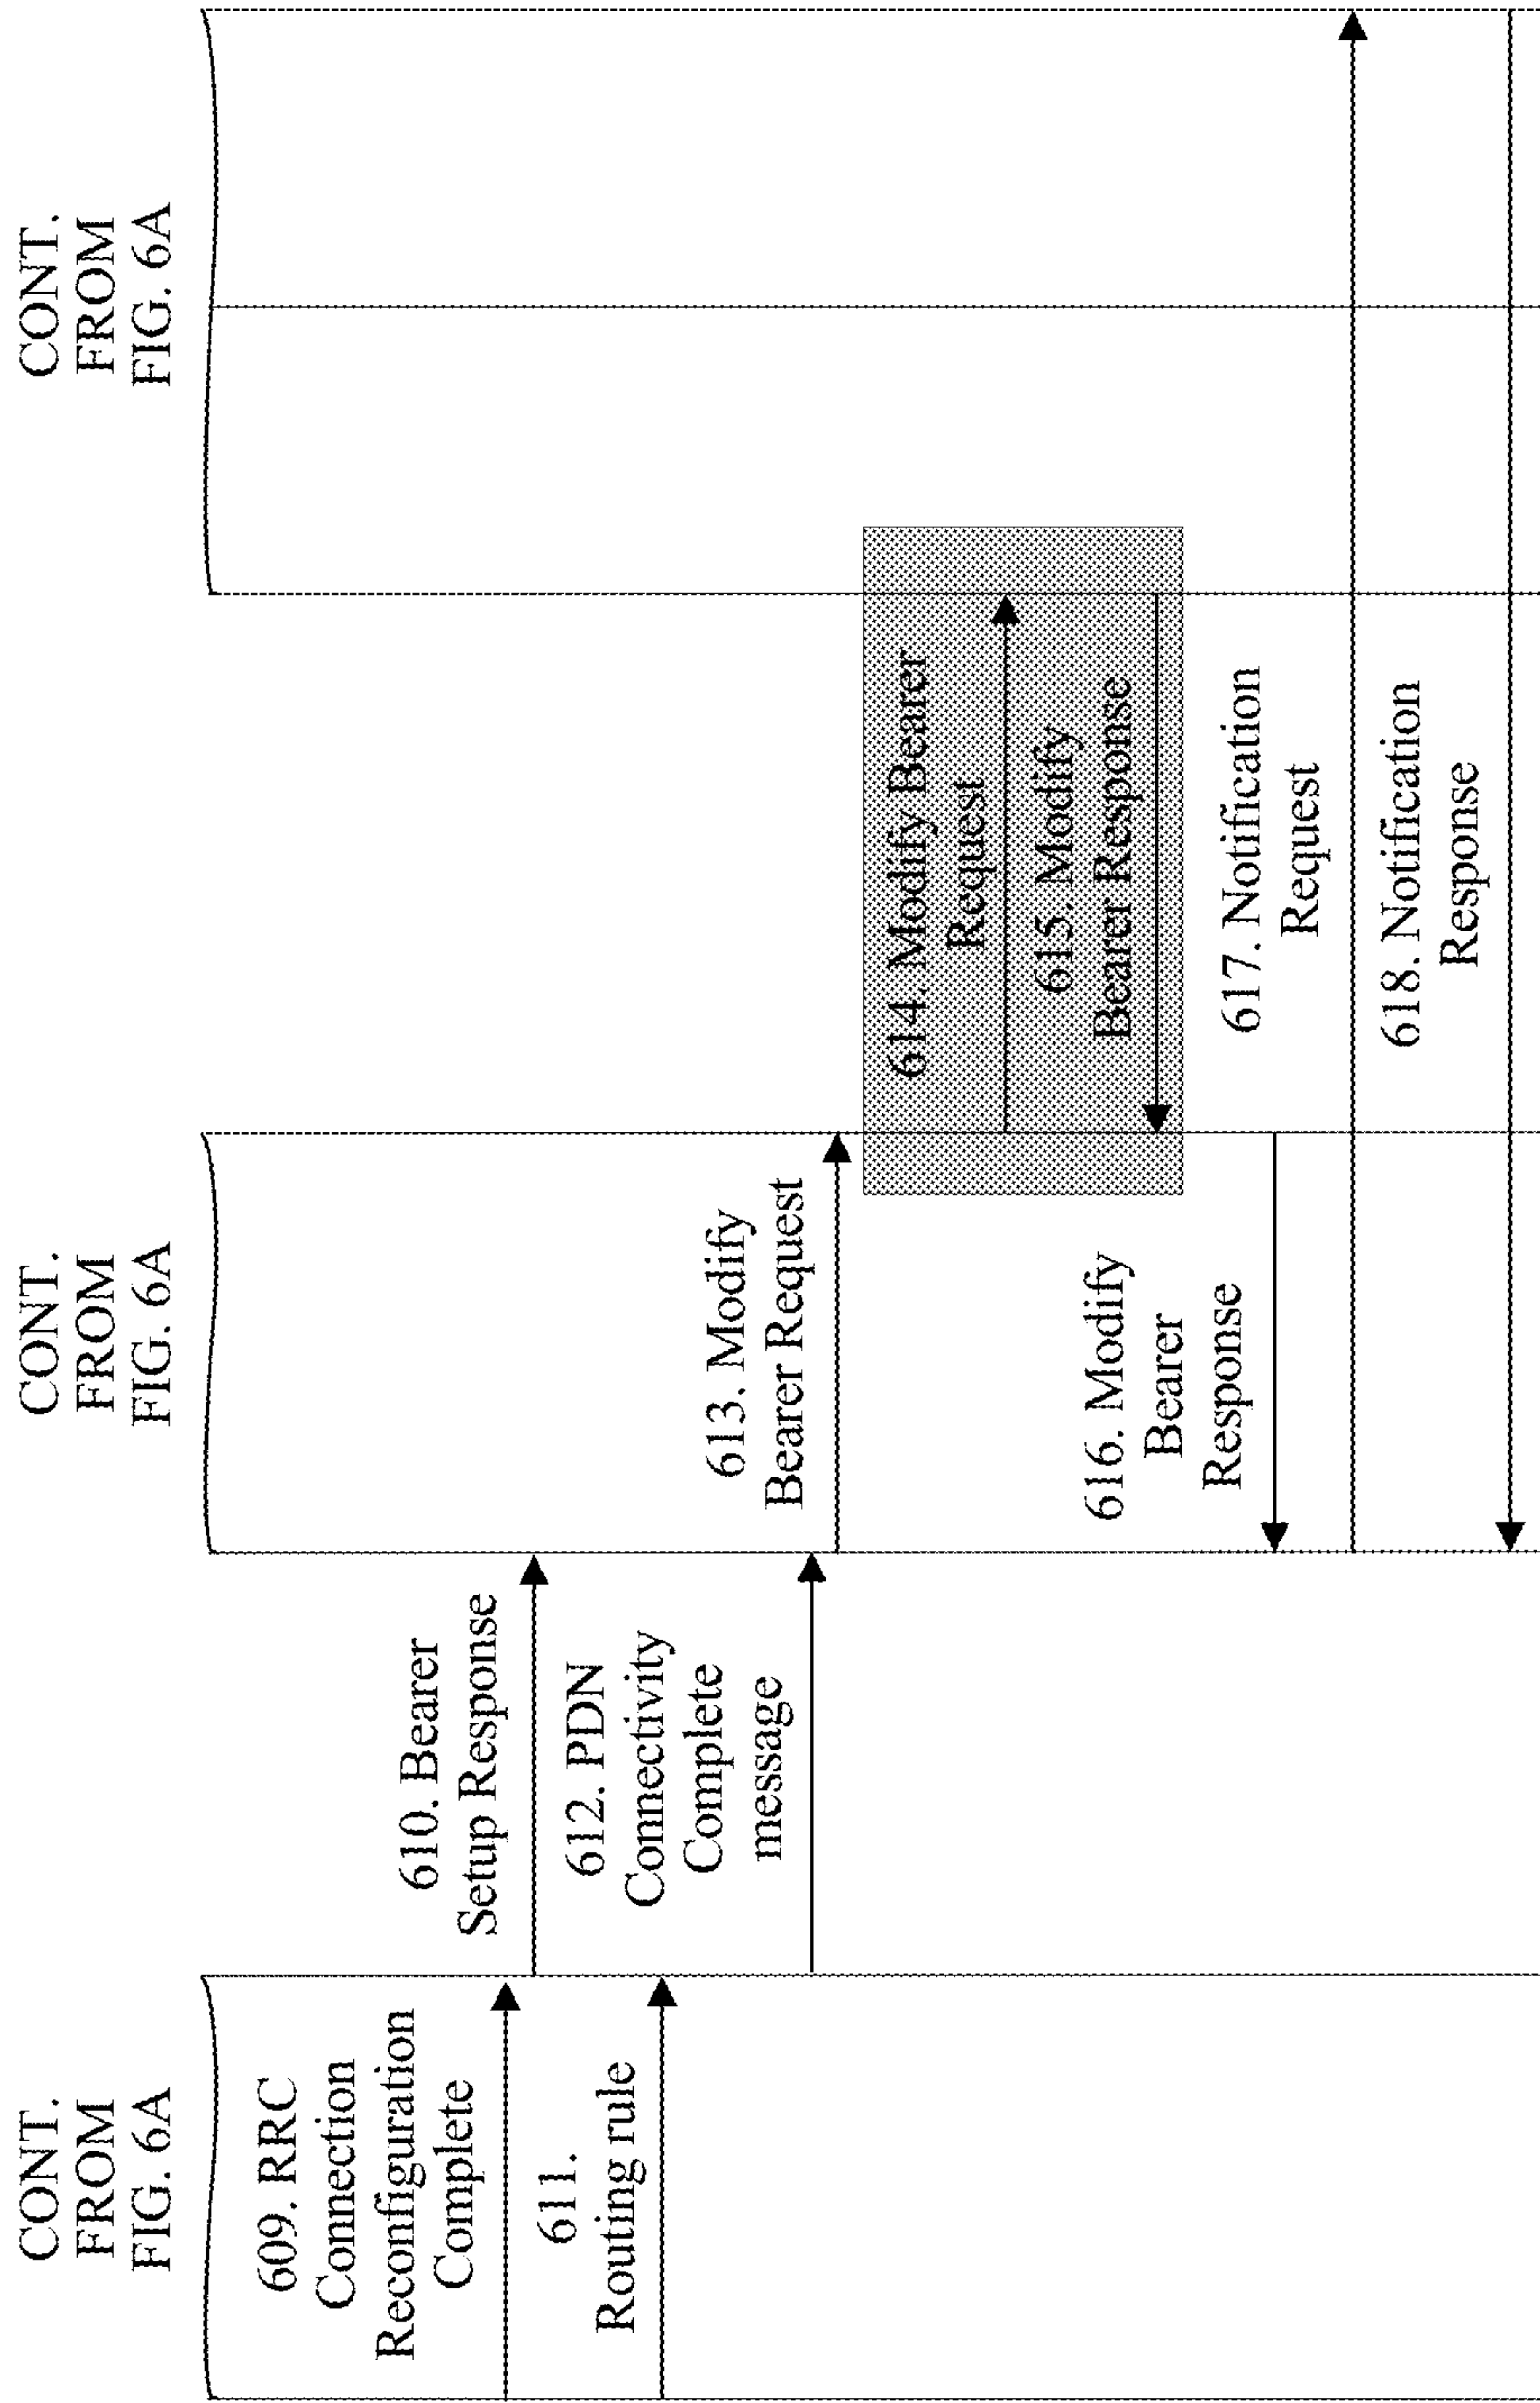 CONT.
FROM
FIG. 6A
CONT.
FROM
FIG. 6A
CONT.
FROM
FIG. 6A
609. RRC
Connection
Reconfiguration
Complete
610. Bearer
Setup Response
611.
Routing rule
612. PDN
Connectivity
Complete
message
613. Modify
Bearer Request
614. Modify Bearer
Request
615. Modify
Bearer Response
616. Modify
Bearer
Response
617. Notification
Request
618. Notification
Response